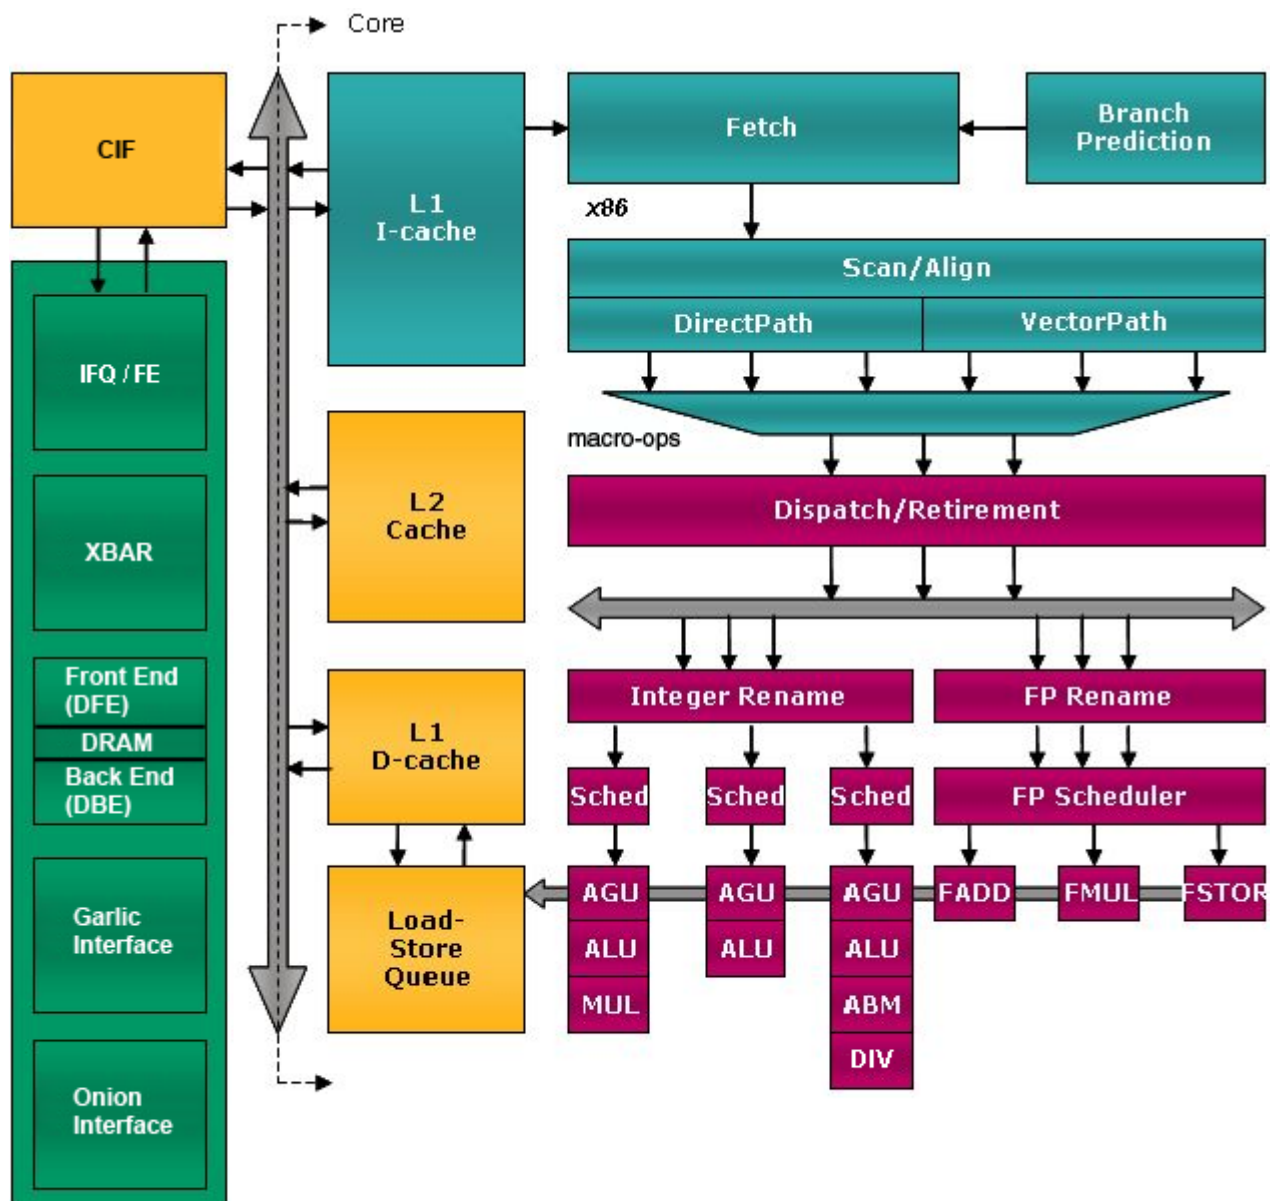 Core
CIF
L1
I-cache
Fetch
Branch
Prediction
x86
Scan/Align
DirectPath
VectorPath
IFQ / FE
macro-ops
L2
Cache
Dispatch/Retirement
XBAR
Front End
(DFE)
DRAM
Back End
(DBE)
L1
D-cache
Integer Rename
FP Rename
Sched
Sched
Sched
FP Scheduler
Garlic
Interface
Load-
Store
Queue
AGU
ALU
MUL
AGU
ALU
AGU
ALU
ABM
DIV
FADD
FMUL
FSTOR
Onion
Interface